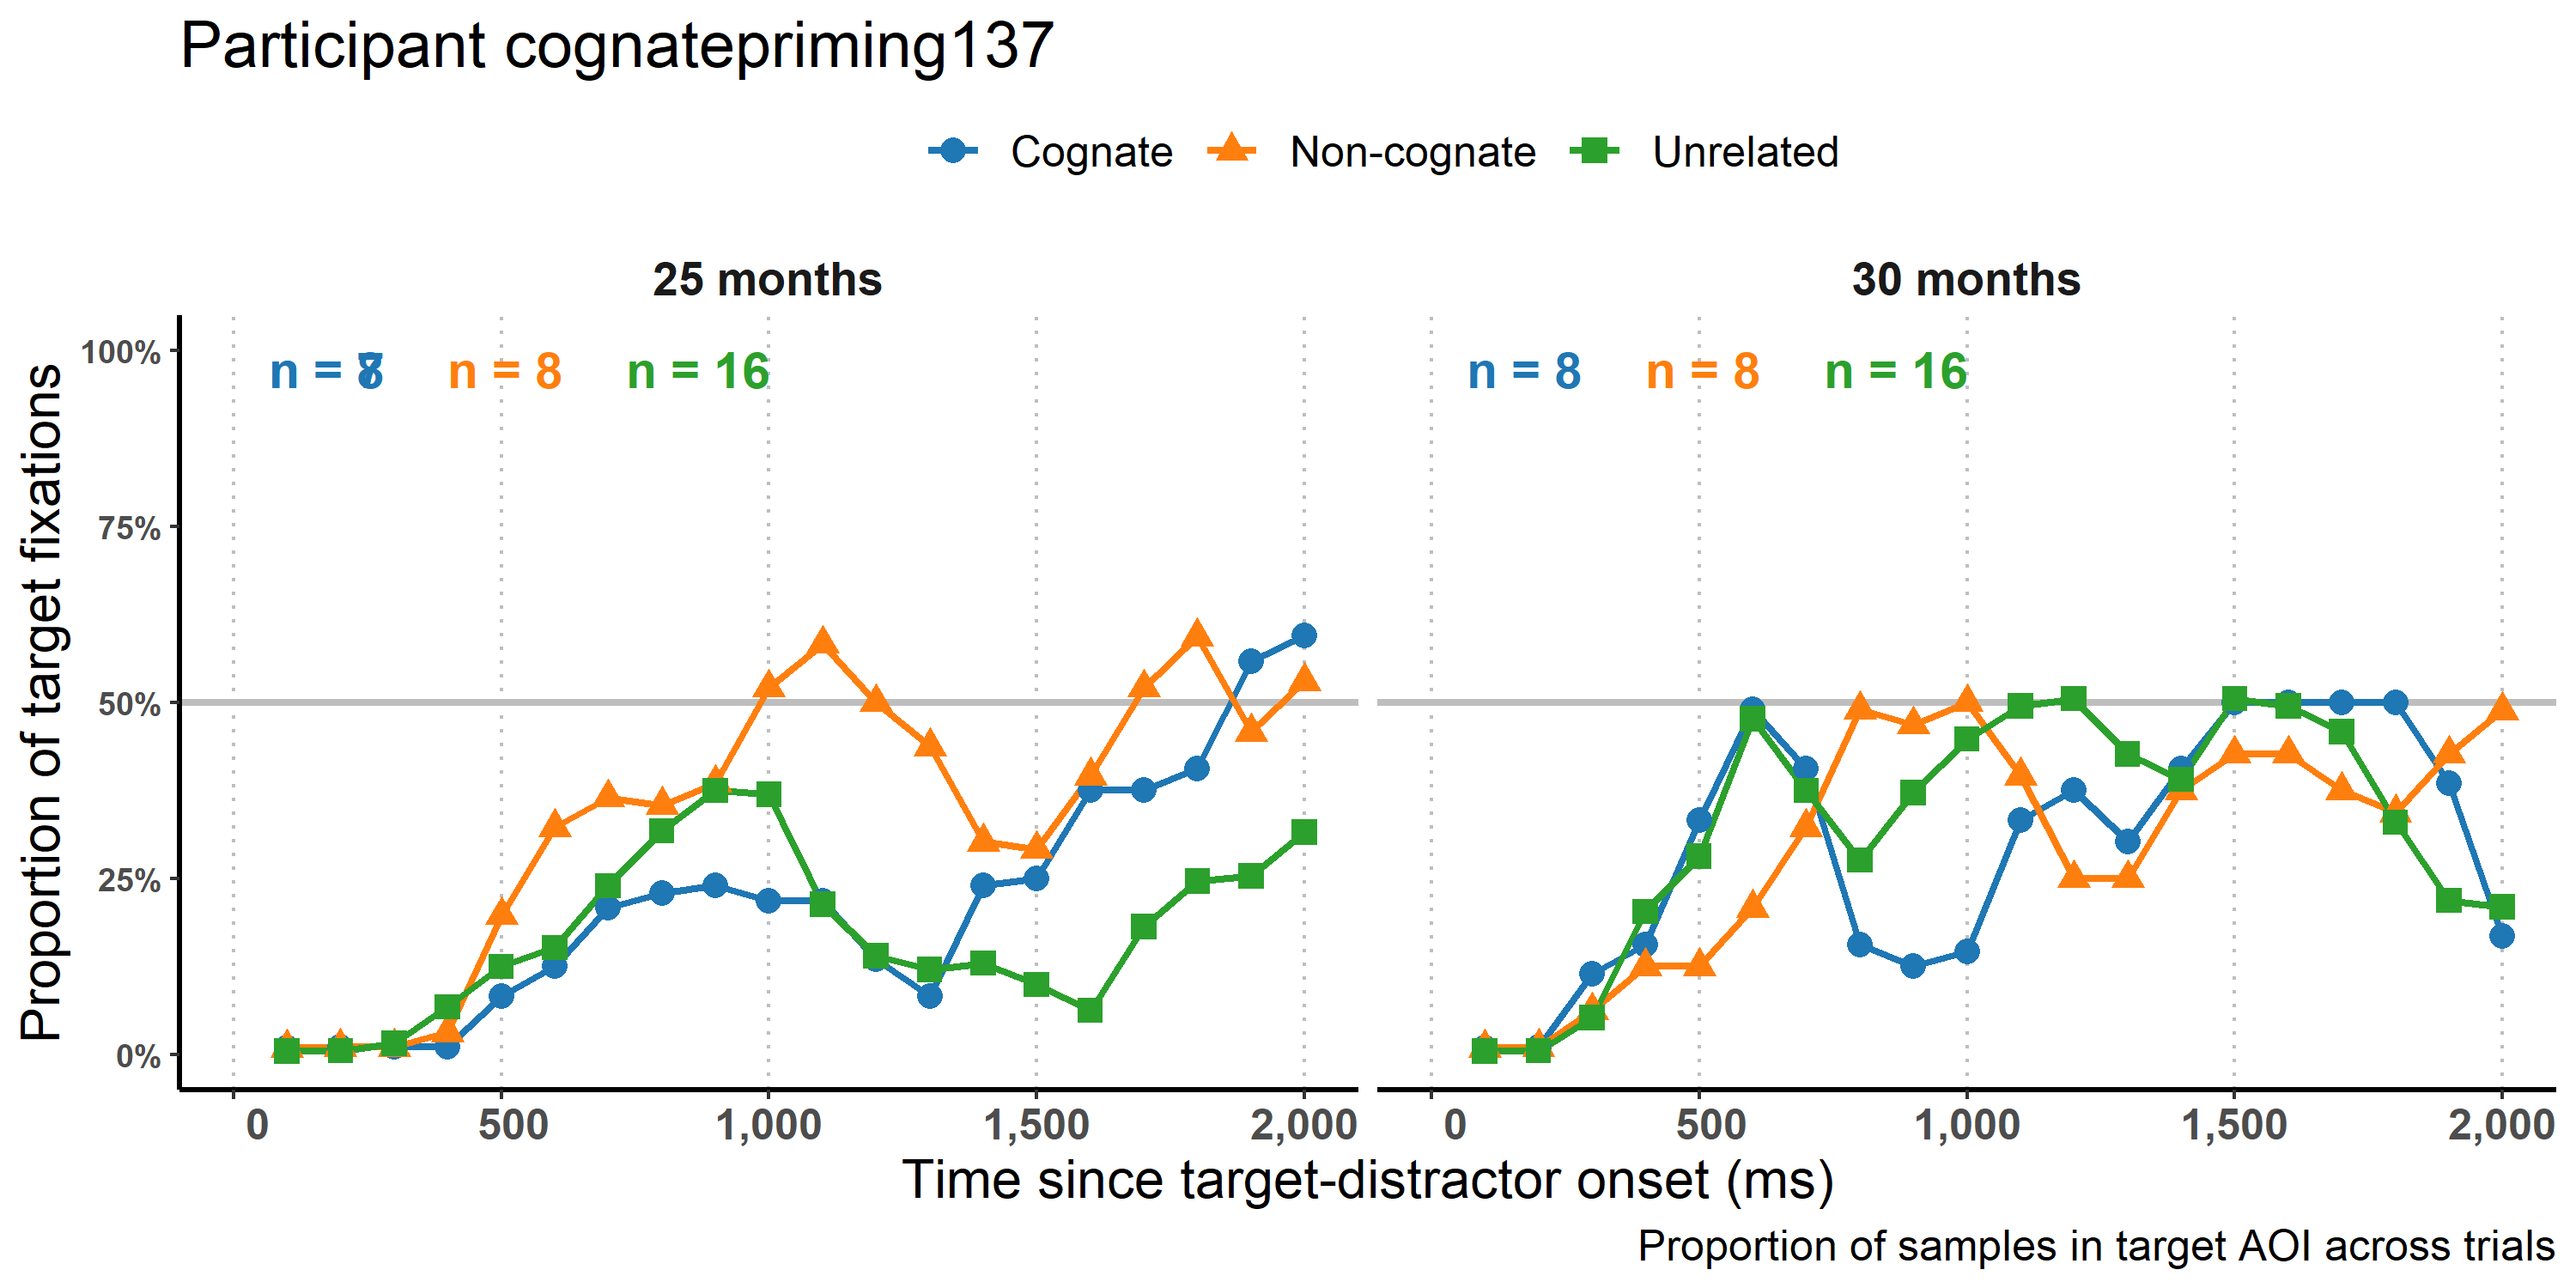 Participant cognatepriming137
Cognate Non-cognate Unrelated
25 months 30 months
100% n = n = 8 n = 16 n = 8 n = 8 n = 16
75%
50%
25%
0%
Proportion of target fixations
0 500 1,000 1,500 2,000 0 500 1,000 1,500 2,000
Time since target-distractor onset (ms)
Proportion of samples in target AOI across trials